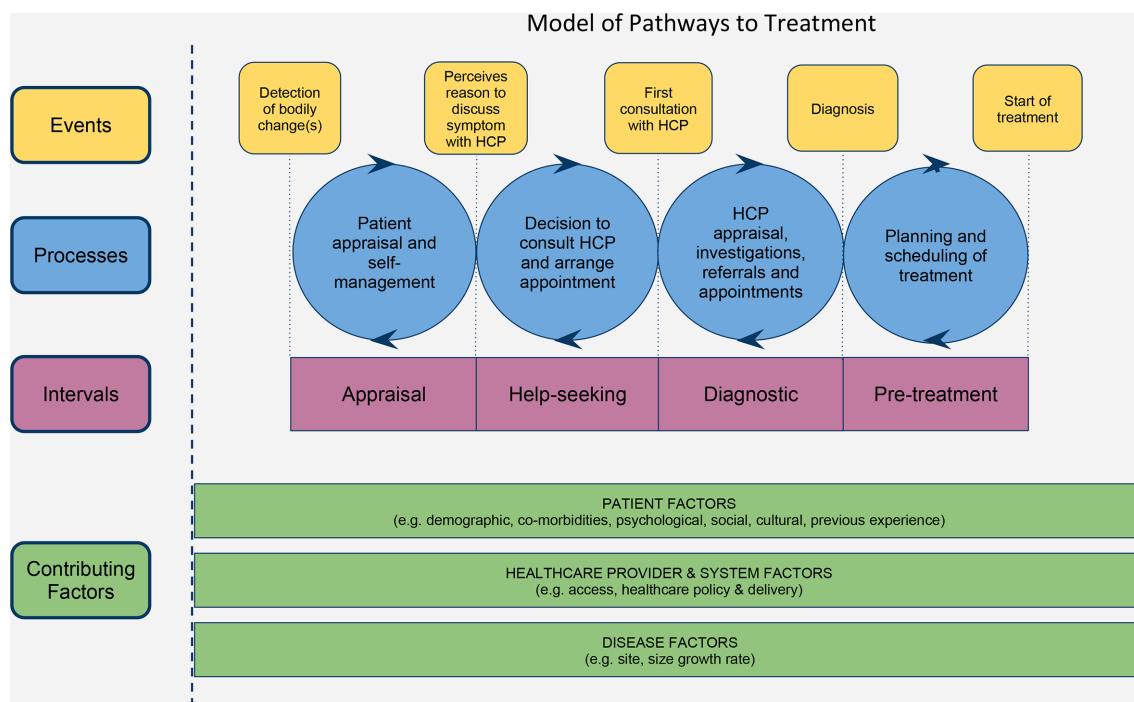 Model of Pathways to Treatment
Events
Detection
of bodily
change(s)
Perceives
reason to
discuss
symptom
with HCP
First
consultation
with HCP
Diagnosis
Start of
treatment
Processes
Patient
appraisal and
self-
management
Decision to
consult HCP
and arrange
appointment
HCP
appraisal,
investigations,
referrals and
appointments
Planning and
scheduling of
treatment
Intervals
Appraisal
Help-seeking
Diagnostic
Pre-treatment
Contributing
Factors
PATIENT FACTORS
(e.g. demographic, co-morbidities, psychological, social, cultural, previous experience)
HEALTHCARE PROVIDER & SYSTEM FACTORS
(e.g. access, healthcare policy & delivery)
DISEASE FACTORS
(e.g. site, size growth rate)